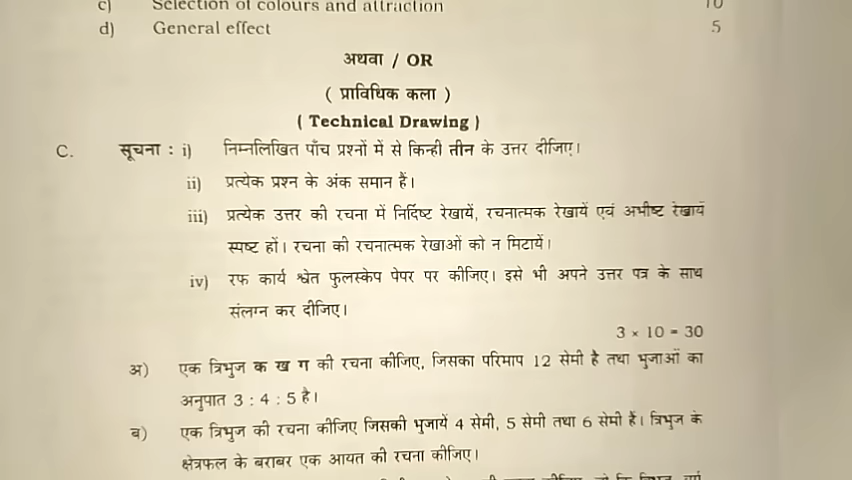 c) Selection of colours and attraction 10
d) General effect 5
अथवा / OR
( प्राविधिक कला )
( Technical Drawing )
C. सूचना : i) निम्नलिखित पाँच प्रश्नों में से किन्ही तीन के उत्तर दीजिए।
ii) प्रत्येक प्रश्न के अंक समान हैं।
iii) प्रत्येक उत्तर की रचना में निर्दिष्ट रेखायें, रचनात्मक रेखायें एवं अभीष्ट रेखायें
स्पष्ट हों। रचना की रचनात्मक रेखाओं को न मिटायें।
iv) रफ कार्य श्वेत फुलस्केप पेपर पर कीजिए। इसे भी अपने उत्तर पत्र के साथ
संलग्न कर दीजिए।
3 × 10 = 30
अ) एक त्रिभुज क ख ग की रचना कीजिए, जिसका परिमाप 12 सेमी है तथा भुजाओं का
अनुपात 3 : 4 : 5 है।
ब) एक त्रिभुज की रचना कीजिए जिसकी भुजायें 4 सेमी, 5 सेमी तथा 6 सेमी हैं। त्रिभुज के
क्षेत्रफल के बराबर एक आयत की रचना कीजिए।